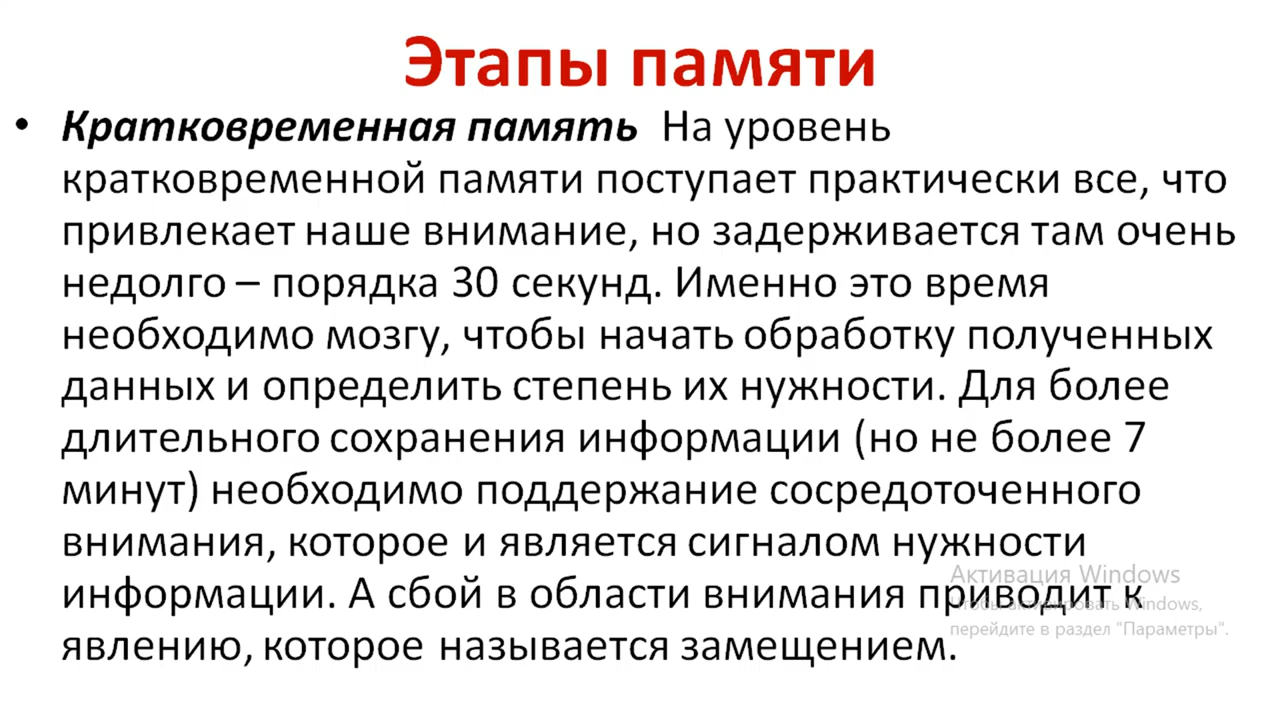 Этапы памяти
• Кратковременная память На уровень
кратковременной памяти поступает практически все, что
привлекает наше внимание, но задерживается там очень
недолго – порядка 30 секунд. Именно это время
необходимо мозгу, чтобы начать обработку полученных
данных и определить степень их нужности. Для более
длительного сохранения информации (но не более 7
минут) необходимо поддержание сосредоточенного
внимания, которое и является сигналом нужности
информации. А сбой в области внимания приводит к
явлению, которое называется замещением.
Активация Windows
Чтобы активировать Windows,
перейдите в раздел "Параметры".